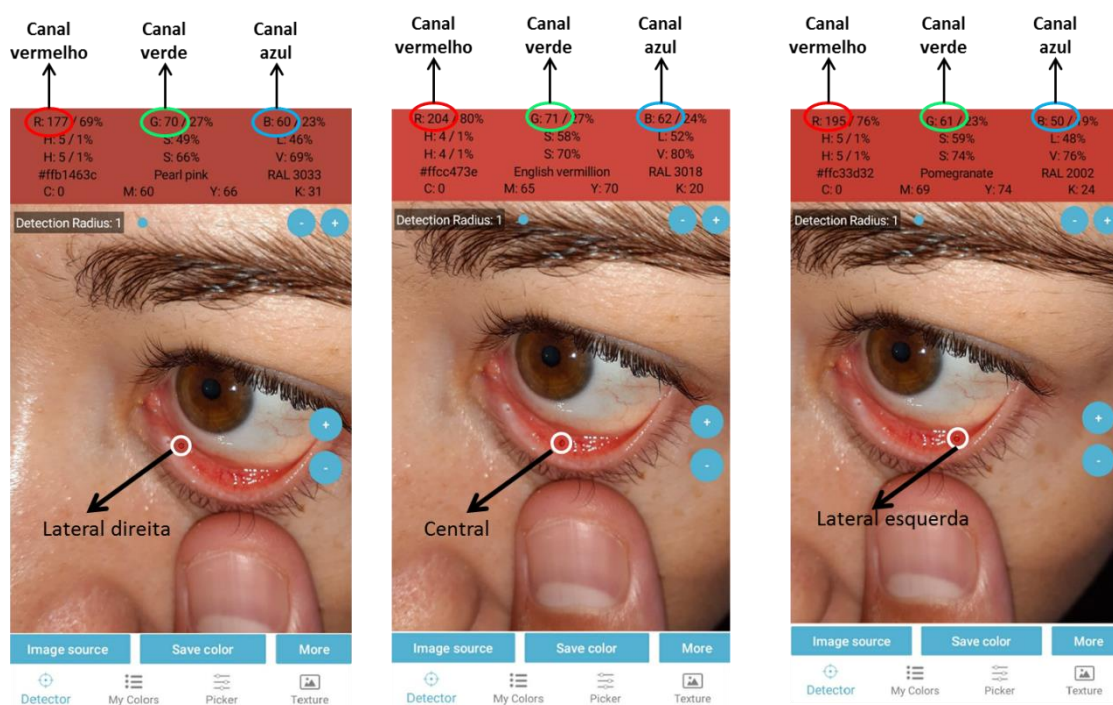 Canal vermelho
Canal verde
Canal azul
R: 177 / 69% G: 70 / 27% B: 60 / 23%
H: 5 / 1% S: 49% L: 46%
H: 5 / 1% S: 66% V: 69%
#ffb1463c Pearl pink RAL 3033
C: 0 M: 60 Y: 66 K: 31
Detection Radius: 1 - +
+
-
Lateral direita
Image source Save color More
Detector My Colors Picker Texture
Canal vermelho
Canal verde
Canal azul
R: 204 / 80% G: 71 / 27% B: 62 / 24%
H: 4 / 1% S: 58% L: 52%
H: 4 / 1% S: 70% V: 80%
#ffcc473e English vermillion RAL 3018
C: 0 M: 65 Y: 70 K: 20
Detection Radius: 1 - +
+
-
Central
Image source Save color More
Detector My Colors Picker Texture
Canal vermelho
Canal verde
Canal azul
R: 195 / 76% G: 61 / 23% B: 50 / 19%
H: 5 / 1% S: 59% L: 48%
H: 5 / 1% S: 74% V: 76%
#ffc33d32 Pomegranate RAL 2002
C: 0 M: 69 Y: 74 K: 24
Detection Radius: 1 - +
+
-
Lateral esquerda
Image source Save color More
Detector My Colors Picker Texture